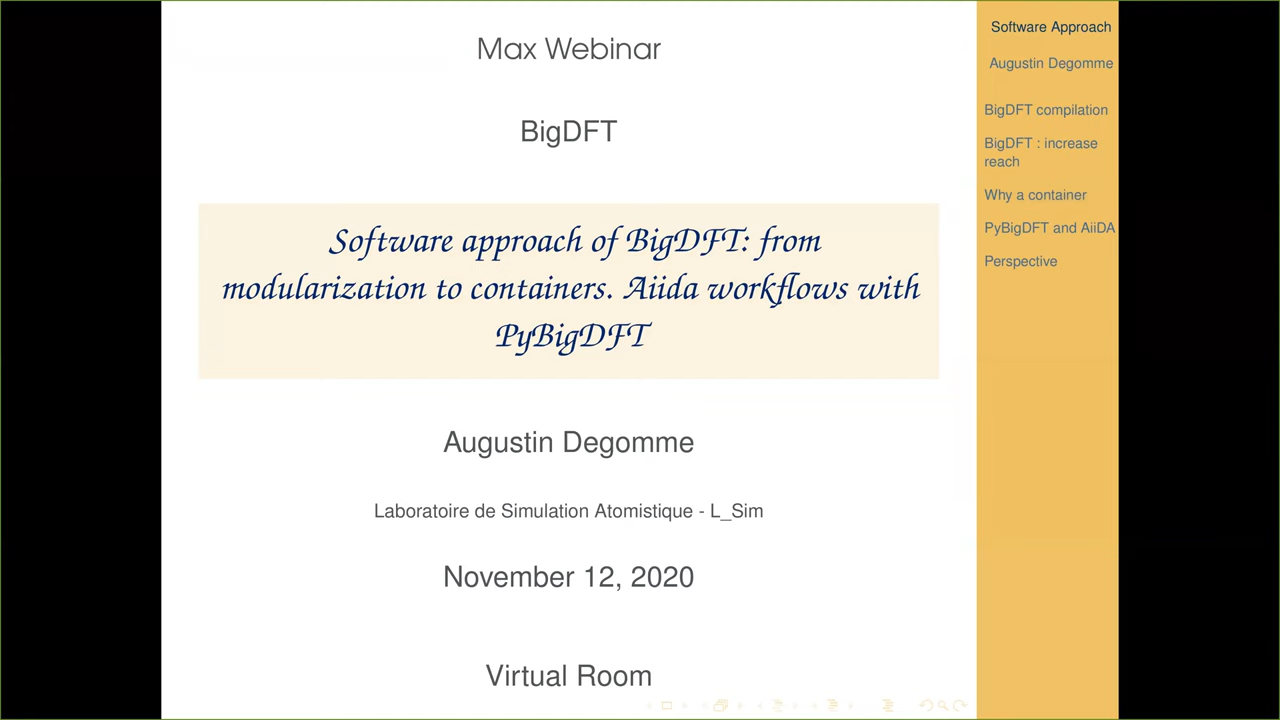 Max Webinar
BigDFT
Software approach of BigDFT: from
modularization to containers. Aiida workflows with
PyBigDFT
Augustin Degomme
Laboratoire de Simulation Atomistique - L_Sim
November 12, 2020
Virtual Room
Software Approach
Augustin Degomme
BigDFT compilation
BigDFT : increase
reach
Why a container
PyBigDFT and AiiDA
Perspective